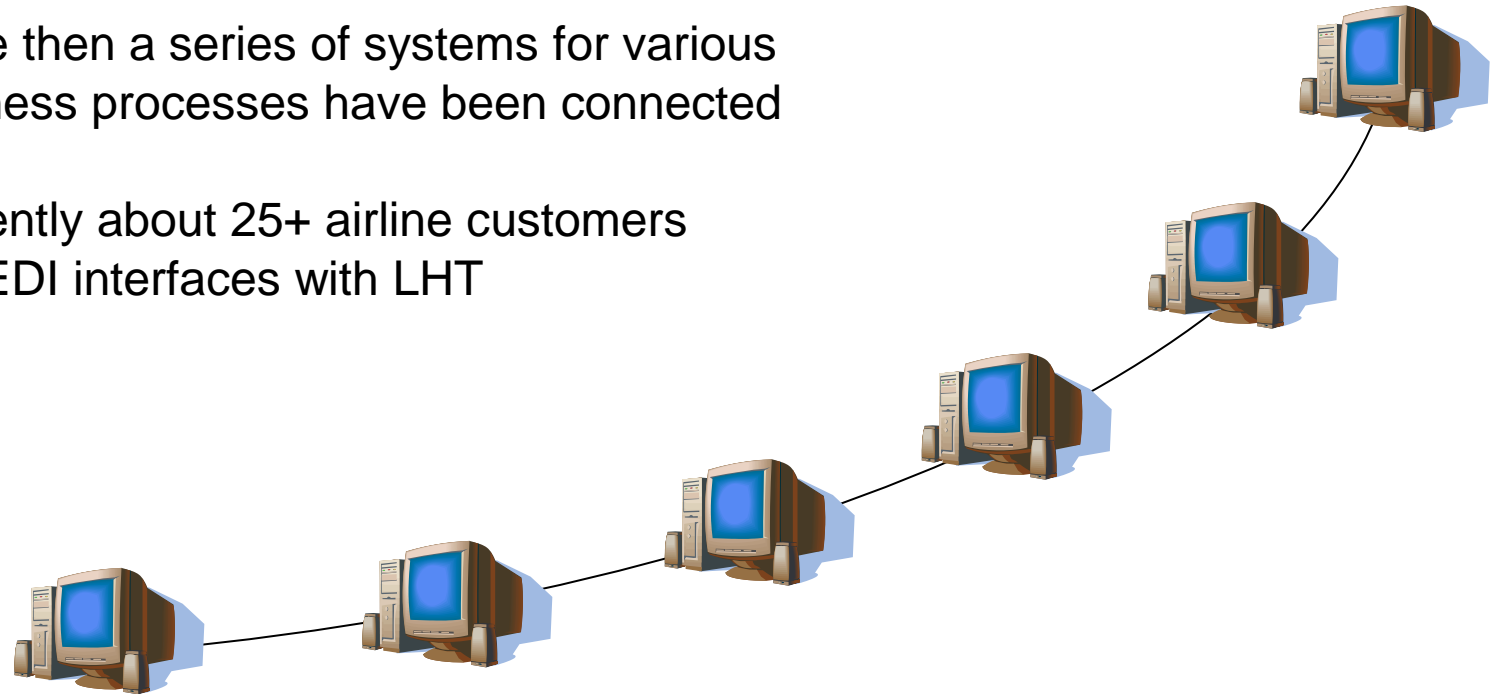 e then a series of systems for various
ness processes have been connected
ently about 25+ airline customers
EDI interfaces with LHT